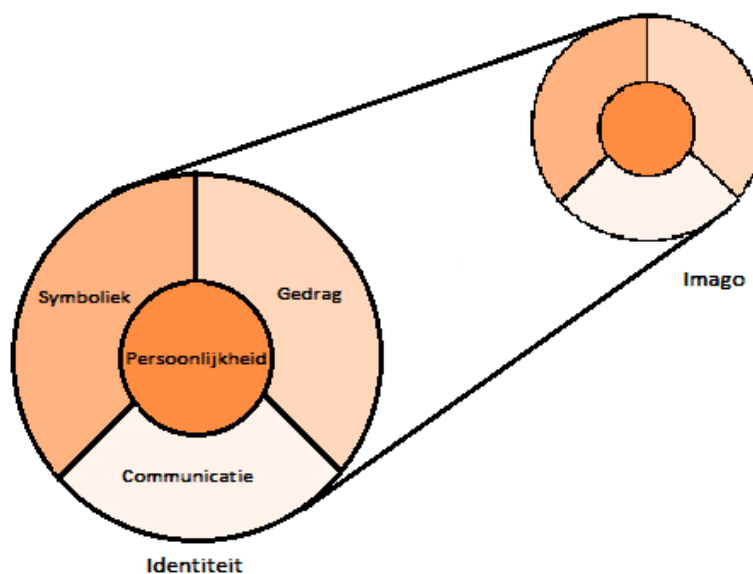 Symboliek
Gedrag
Persoonlijkheid
Communicatie
Identiteit
Imago